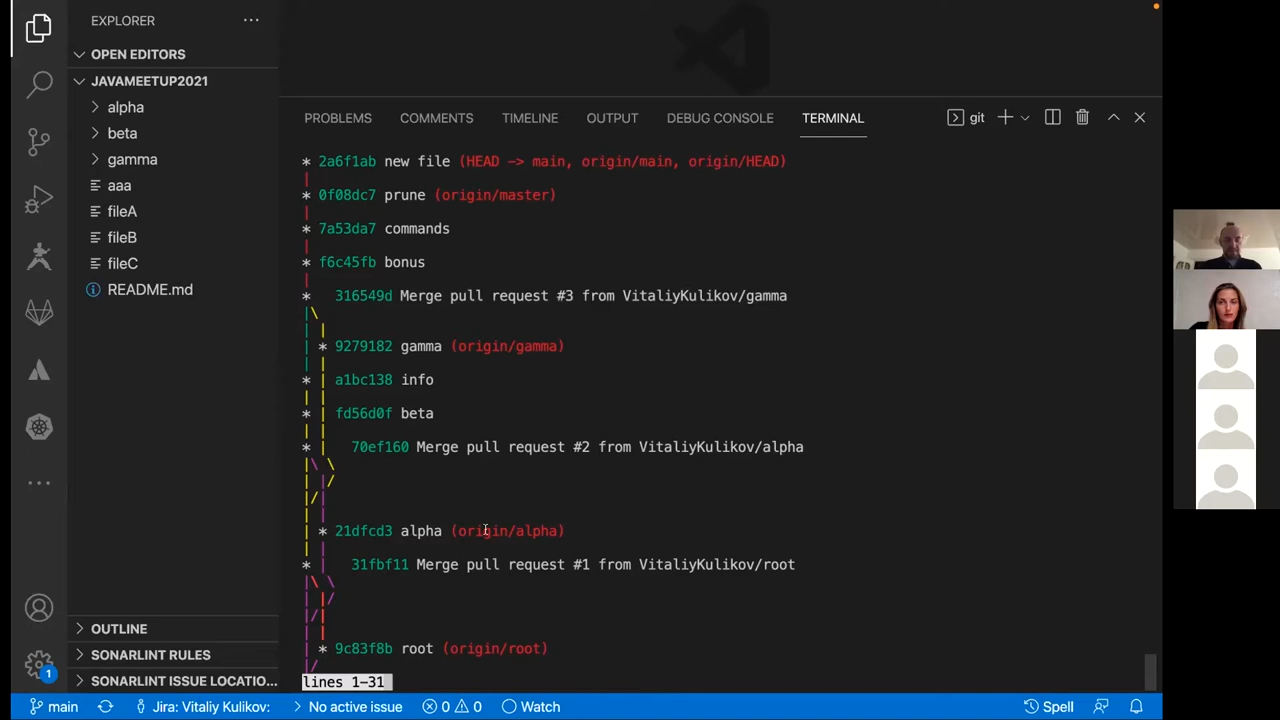 EXPLORER
OPEN EDITORS
JAVAMEETUP2021
alpha
beta
gamma
aaa
fileA
fileB
fileC
README.md
OUTLINE
SONARLINT RULES
SONARLINT ISSUE LOCATIO...
1
PROBLEMS COMMENTS TIMELINE OUTPUT DEBUG CONSOLE TERMINAL git
* 2a6f1ab new file (HEAD -> main, origin/main, origin/HEAD)
* 0f08dc7 prune (origin/master)
* 7a53da7 commands
* f6c45fb bonus
* 316549d Merge pull request #3 from VitaliyKulikov/gamma
* 9279182 gamma (origin/gamma)
* a1bc138 info
* fd56d0f beta
* 70ef160 Merge pull request #2 from VitaliyKulikov/alpha
* 21dfcd3 alpha (origin/alpha)
* 31fbf11 Merge pull request #1 from VitaliyKulikov/root
* 9c83f8b root (origin/root)
lines 1-31
main Jira: Vitaliy Kulikov: No active issue 0 0 Watch Spell